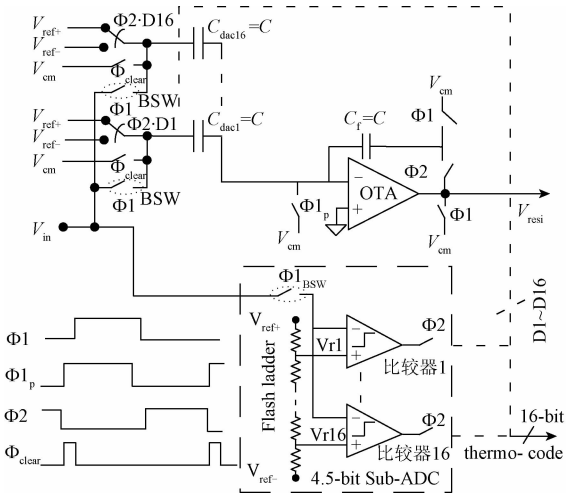 Φ2·D16
Vref+
Vref−
Cdac16=C
Vcm
Φclear
Φ1
BSW
Vref+
Vref−
Φ2·D1
Cdac1=C
Vcm
Φclear
Φ1
BSW
Vcm
Φ1
Cf=C
Φ2
−
OTA
+
Φ1p
Vcm
Φ1
Vcm
Vresi
Vin
Φ1BSW
D1~D16
Vref+
Φ1
−
+
Φ2
Vr1
比较器1
Flash ladder
Φ1p
Φ2
−
+
Φ2
Vr16
比较器16
16-bit
thermo- code
Φclear
Vref−
4.5-bit Sub-ADC